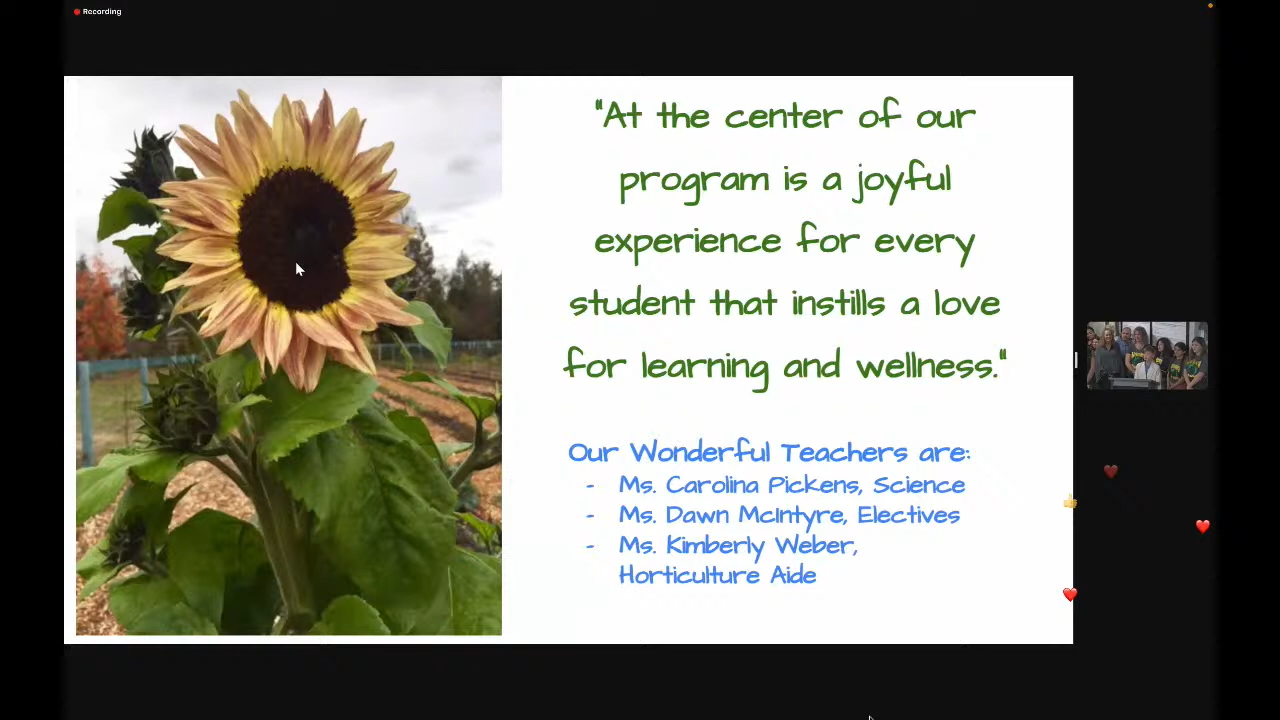 Recording
"At the center of our
program is a joyful
experience for every
student that instills a love
for learning and wellness."
Our Wonderful Teachers are:
- Ms. Carolina Pickens, Science
- Ms. Dawn McIntyre, Electives
- Ms. Kimberly Weber,
Horticulture Aide